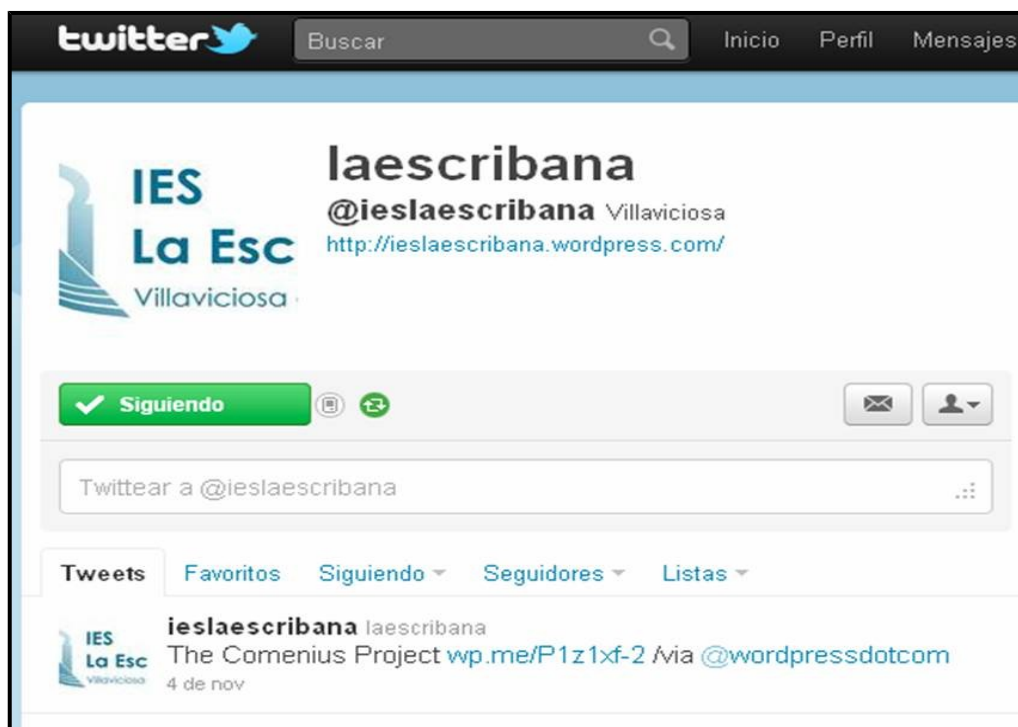 twitter Buscar Inicio Perfil Mensajes
IES
La Esc
Villaviciosa
laescribana
@ieslaescribana Villaviciosa
http://ieslaescribana.wordpress.com/
Siguiendo
Twittear a @ieslaescribana
Tweets Favoritos Siguiendo Seguidores Listas
IES
La Esc
Villaviciosa
ieslaescribana laescribana
The Comenius Project wp.me/P1z1xf-2 /via @wordpressdotcom
4 de nov